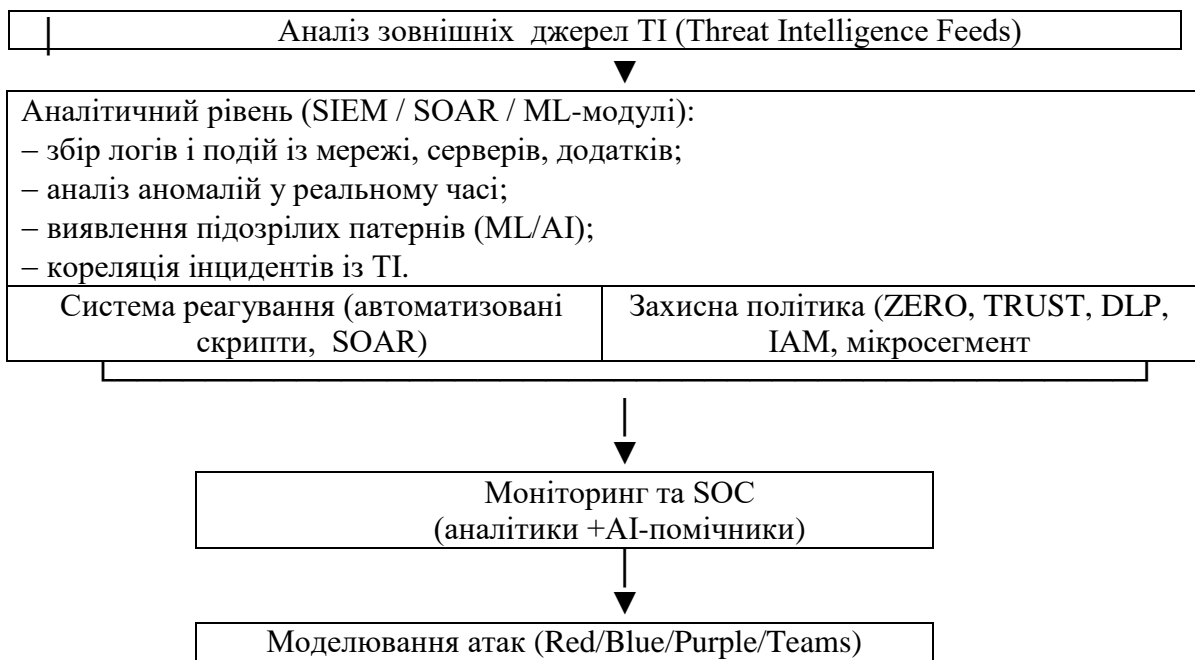 Аналіз зовнішніх джерел TI (Threat Intelligence Feeds)
Аналітичний рівень (SIEM / SOAR / ML-модулі):
– збір логів і подій із мережі, серверів, додатків;
– аналіз аномалій у реальному часі;
– виявлення підозрілих патернів (ML/AI);
– кореляція інцидентів із TI.
Система реагування (автоматизовані
скрипти, SOAR)
Захисна політика (ZERO, TRUST, DLP,
IAM, мікросегмент
Моніторинг та SOC
(аналітики +AI-помічники)
Моделювання атак (Red/Blue/Purple/Teams)